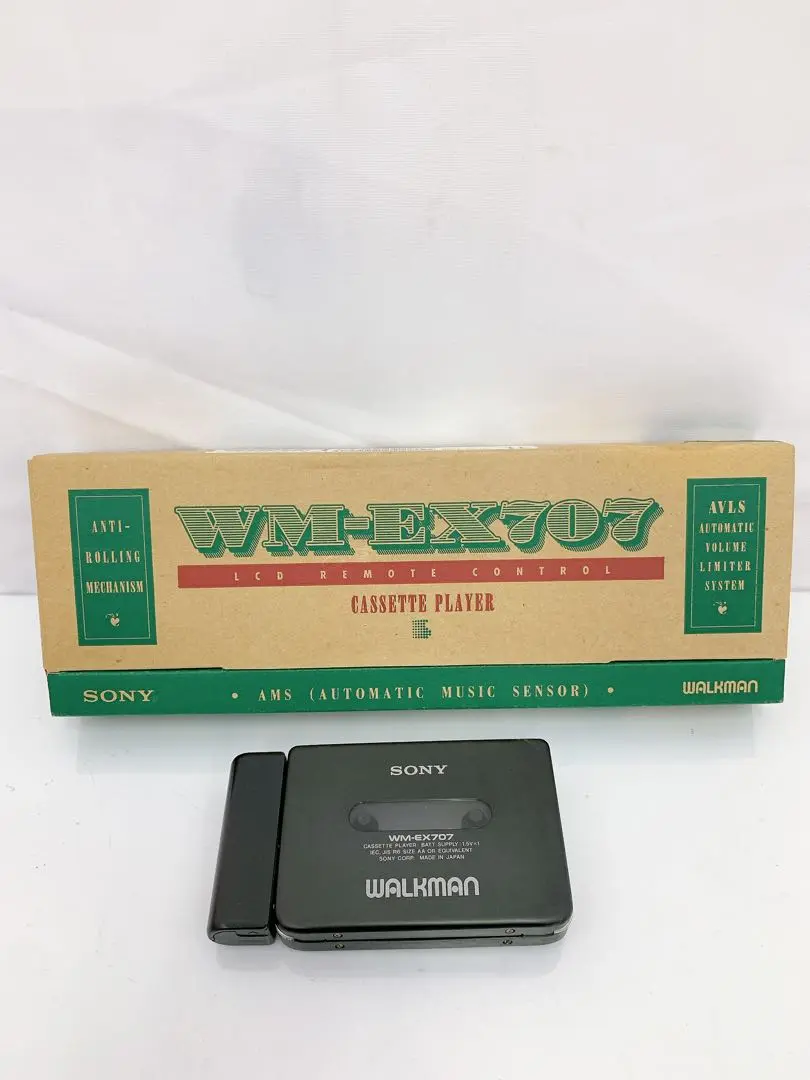 ANTI-
ROLLING
MECHANISM
WM-EX707
LCD REMOTE CONTROL
CASSETTE PLAYER
AVLS
AUTOMATIC
VOLUME
LIMITER
SYSTEM
SONY
• AMS (AUTOMATIC MUSIC SENSOR) •
WALKMAN
SONY
WM-EX707
CASSETTE PLAYER BATT SUPPLY 1.5V×1
IEC, JIS R6 SIZE AA OR EQUIVALENT
SONY CORP. MADE IN JAPAN
WALKMAN